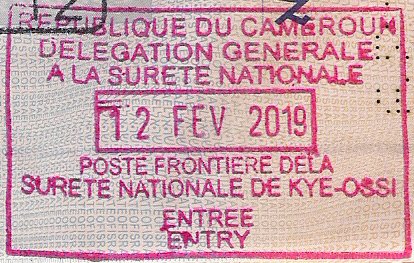 REPUBLIQUE DU CAMEROUN
DELEGATION GENERALE
A LA SURETE NATIONALE
12 FEV 2019
POSTE FRONTIERE DELA
SURETE NATIONALE DE KYE-OSSI
ENTREE
ENTRY